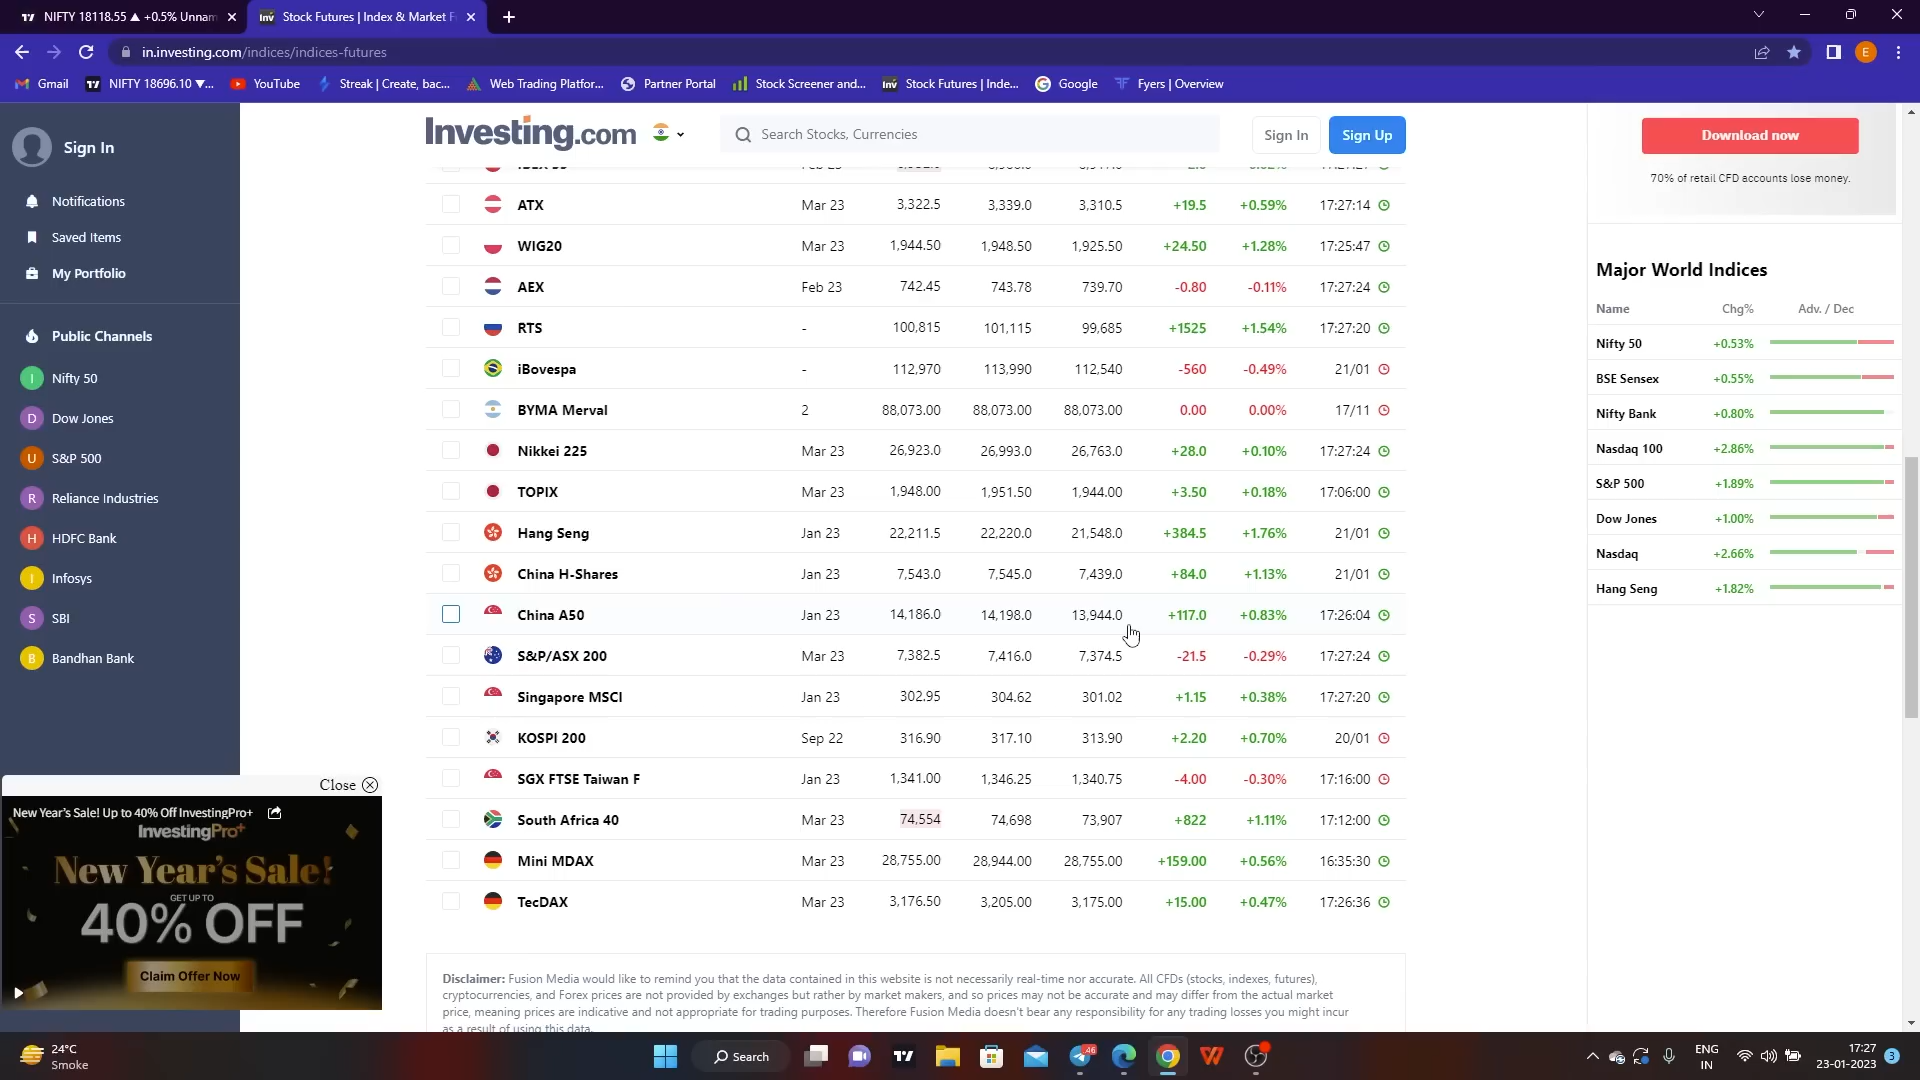 NIFTY 18118.55 ▲ +0.5% Unnam
Stock Futures | Index & Market F
in.investing.com/indices/indices-futures
Gmail
NIFTY 18696.10 ▼...
YouTube
Streak | Create, bac...
Web Trading Platfor...
Partner Portal
Stock Screener and...
Stock Futures | Inde...
Google
Fyers | Overview
Sign In
Notifications
Saved Items
My Portfolio
Public Channels
I Nifty 50
D Dow Jones
U S&P 500
R Reliance Industries
H HDFC Bank
I Infosys
S SBI
B Bandhan Bank
Investing.com
Search Stocks, Currencies
Sign In
Sign Up
ATX Mar 23 3,322.5 3,339.0 3,310.5 +19.5 +0.59% 17:27:14
WIG20 Mar 23 1,944.50 1,948.50 1,925.50 +24.50 +1.28% 17:25:47
AEX Feb 23 742.45 743.78 739.70 -0.80 -0.11% 17:27:24
RTS - 100,815 101,115 99,685 +1525 +1.54% 17:27:20
iBovespa - 112,970 113,990 112,540 -560 -0.49% 21/01
BYMA Merval 2 88,073.00 88,073.00 88,073.00 0.00 0.00% 17/11
Nikkei 225 Mar 23 26,923.0 26,993.0 26,763.0 +28.0 +0.10% 17:27:24
TOPIX Mar 23 1,948.00 1,951.50 1,944.00 +3.50 +0.18% 17:06:00
Hang Seng Jan 23 22,211.5 22,220.0 21,548.0 +384.5 +1.76% 21/01
China H-Shares Jan 23 7,543.0 7,545.0 7,439.0 +84.0 +1.13% 21/01
China A50 Jan 23 14,186.0 14,198.0 13,944.0 +117.0 +0.83% 17:26:04
S&P/ASX 200 Mar 23 7,382.5 7,416.0 7,374.5 -21.5 -0.29% 17:27:24
Singapore MSCI Jan 23 302.95 304.62 301.02 +1.15 +0.38% 17:27:20
KOSPI 200 Sep 22 316.90 317.10 313.90 +2.20 +0.70% 20/01
SGX FTSE Taiwan F Jan 23 1,341.00 1,346.25 1,340.75 -4.00 -0.30% 17:16:00
South Africa 40 Mar 23 74,554 74,698 73,907 +822 +1.11% 17:12:00
Mini MDAX Mar 23 28,755.00 28,944.00 28,755.00 +159.00 +0.56% 16:35:30
TecDAX Mar 23 3,176.50 3,205.00 3,175.00 +15.00 +0.47% 17:26:36
Disclaimer: Fusion Media would like to remind you that the data contained in this website is not necessarily real-time nor accurate. All CFDs (stocks, indexes, futures),
cryptocurrencies, and Forex prices are not provided by exchanges but rather by market makers, and so prices may not be accurate and may differ from the actual market
price, meaning prices are indicative and not appropriate for trading purposes. Therefore Fusion Media doesn't bear any responsibility for any trading losses you might incur
as a result of using this data.
Download now
70% of retail CFD accounts lose money.
Major World Indices
Name Chg% Adv. / Dec
Nifty 50 +0.53%
BSE Sensex +0.55%
Nifty Bank +0.80%
Nasdaq 100 +2.86%
S&P 500 +1.89%
Dow Jones +1.00%
Nasdaq +2.66%
Hang Seng +1.82%
Close
New Year's Sale! Up to 40% Off InvestingPro+
InvestingPro+
New Year's Sale!
GET UP TO
40% OFF
Claim Offer Now
24°C
Smoke
Search
46
ENG
IN
17:27
23-01-2023
3